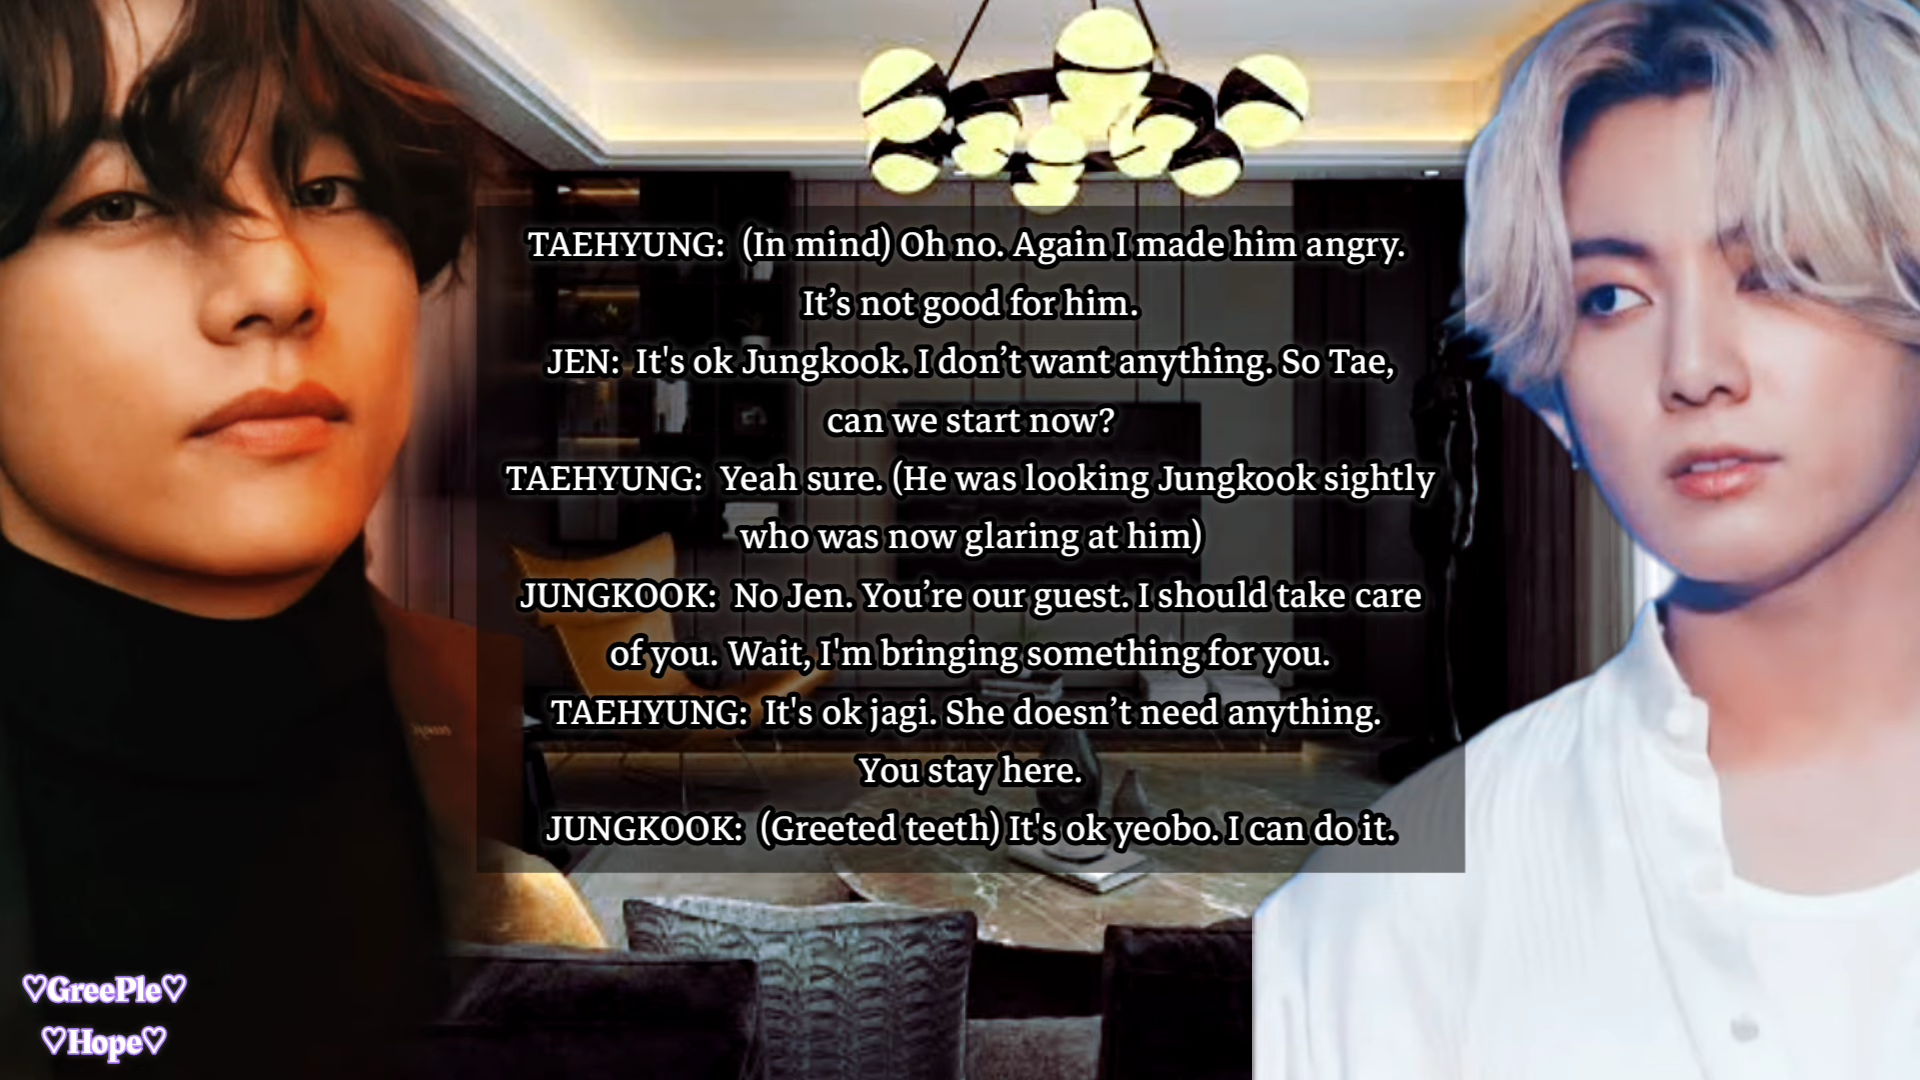 TAEHYUNG: (In mind) Oh no. Again I made him angry.
It’s not good for him.
JEN: It's ok Jungkook. I don’t want anything. So Tae,
can we start now?
TAEHYUNG: Yeah sure. (He was looking Jungkook sightly
who was now glaring at him)
JUNGKOOK: No Jen. You’re our guest. I should take care
of you. Wait, I'm bringing something for you.
TAEHYUNG: It's ok jagi. She doesn’t need anything.
You stay here.
JUNGKOOK: (Greeted teeth) It's ok yeobo. I can do it.
♡GreePle♡
♡Hope♡